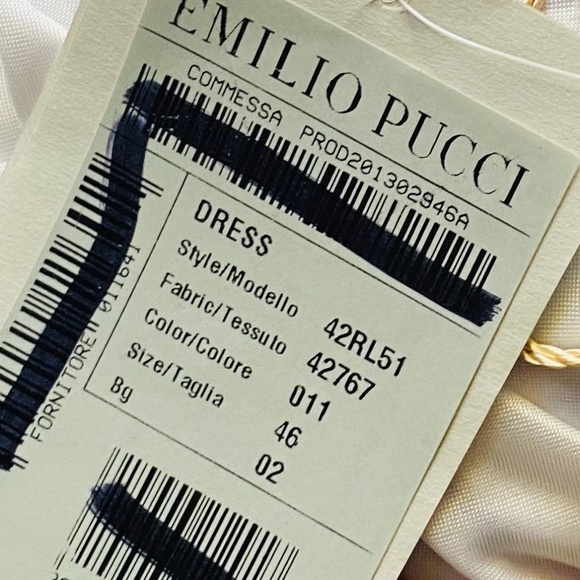 EMILIO PUCCI
COMMESSA PROD201302946A
DRESS
Style/Modello 42RL51
Fabric/Tessuto 42767
Color/Colore 011
Size/Taglia 46
Bg 02
FORNITORE 011641